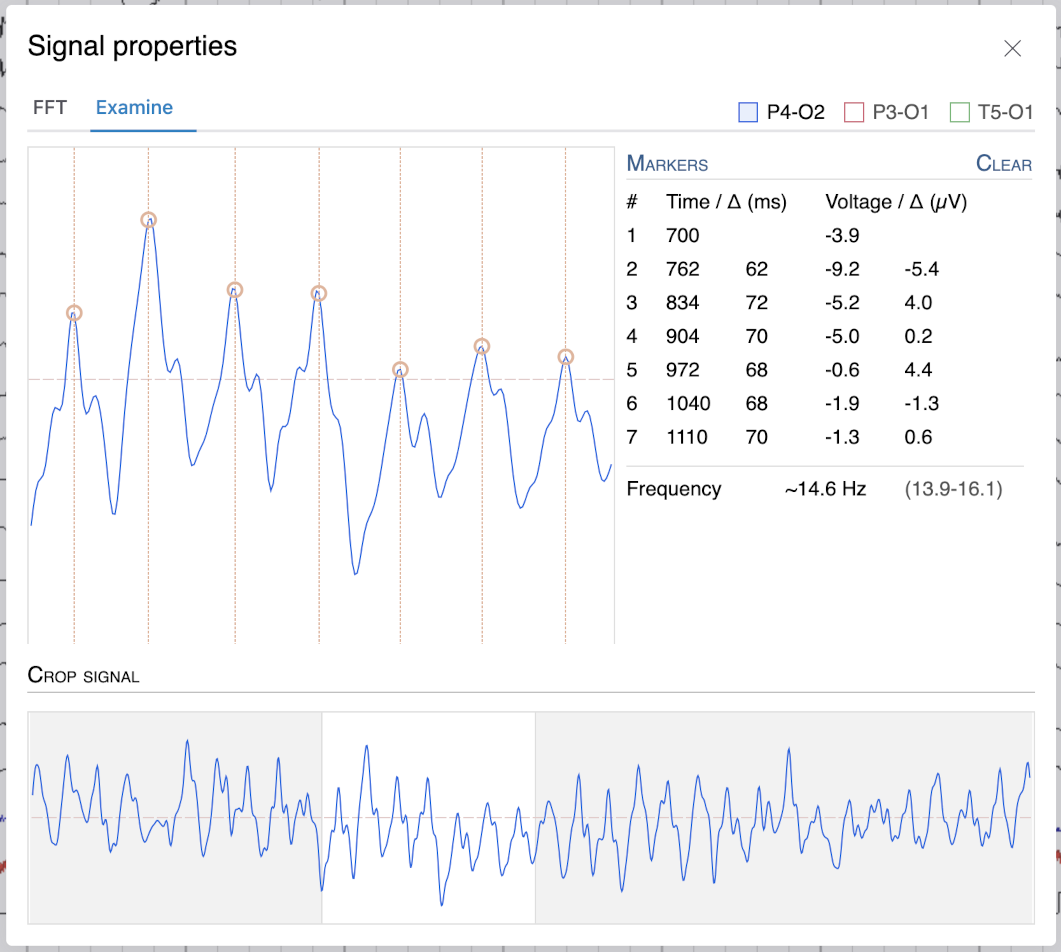 Signal properties
FFT Examine
P4-O2 P3-O1 T5-O1
MARKERS CLEAR
# Time / Δ (ms) Voltage / Δ (µV)
1 700 -3.9
2 762 62 -9.2 -5.4
3 834 72 -5.2 4.0
4 904 70 -5.0 0.2
5 972 68 -0.6 4.4
6 1040 68 -1.9 -1.3
7 1110 70 -1.3 0.6
Frequency ~14.6 Hz (13.9-16.1)
CROP SIGNAL